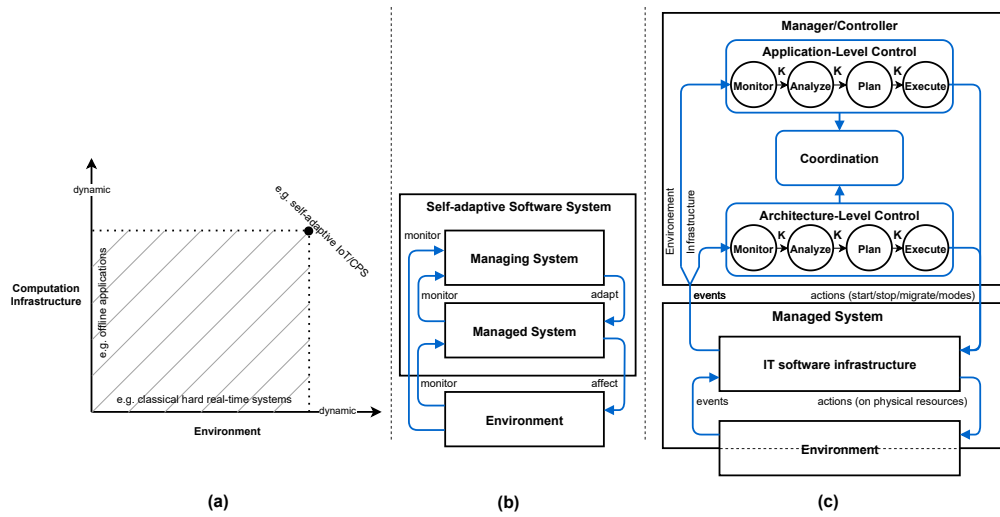 dynamic
e.g. self-adaptive IoT/CPS
Computation
Infrastructure
e.g. offline applications
e.g. classical hard real-time systems
dynamic
Environment
(a)
Self-adaptive Software System
monitor
Managing System
monitor
adapt
Managed System
monitor
affect
Environment
(b)
Manager/Controller
Application-Level Control
Monitor
K
Analyze
K
Plan
K
Execute
Coordination
Environement
Infrastructure
Architecture-Level Control
Monitor
K
Analyze
K
Plan
K
Execute
events
actions (start/stop/migrate/modes)
Managed System
IT software infrastructure
events
actions (on physical resources)
Environment
(c)